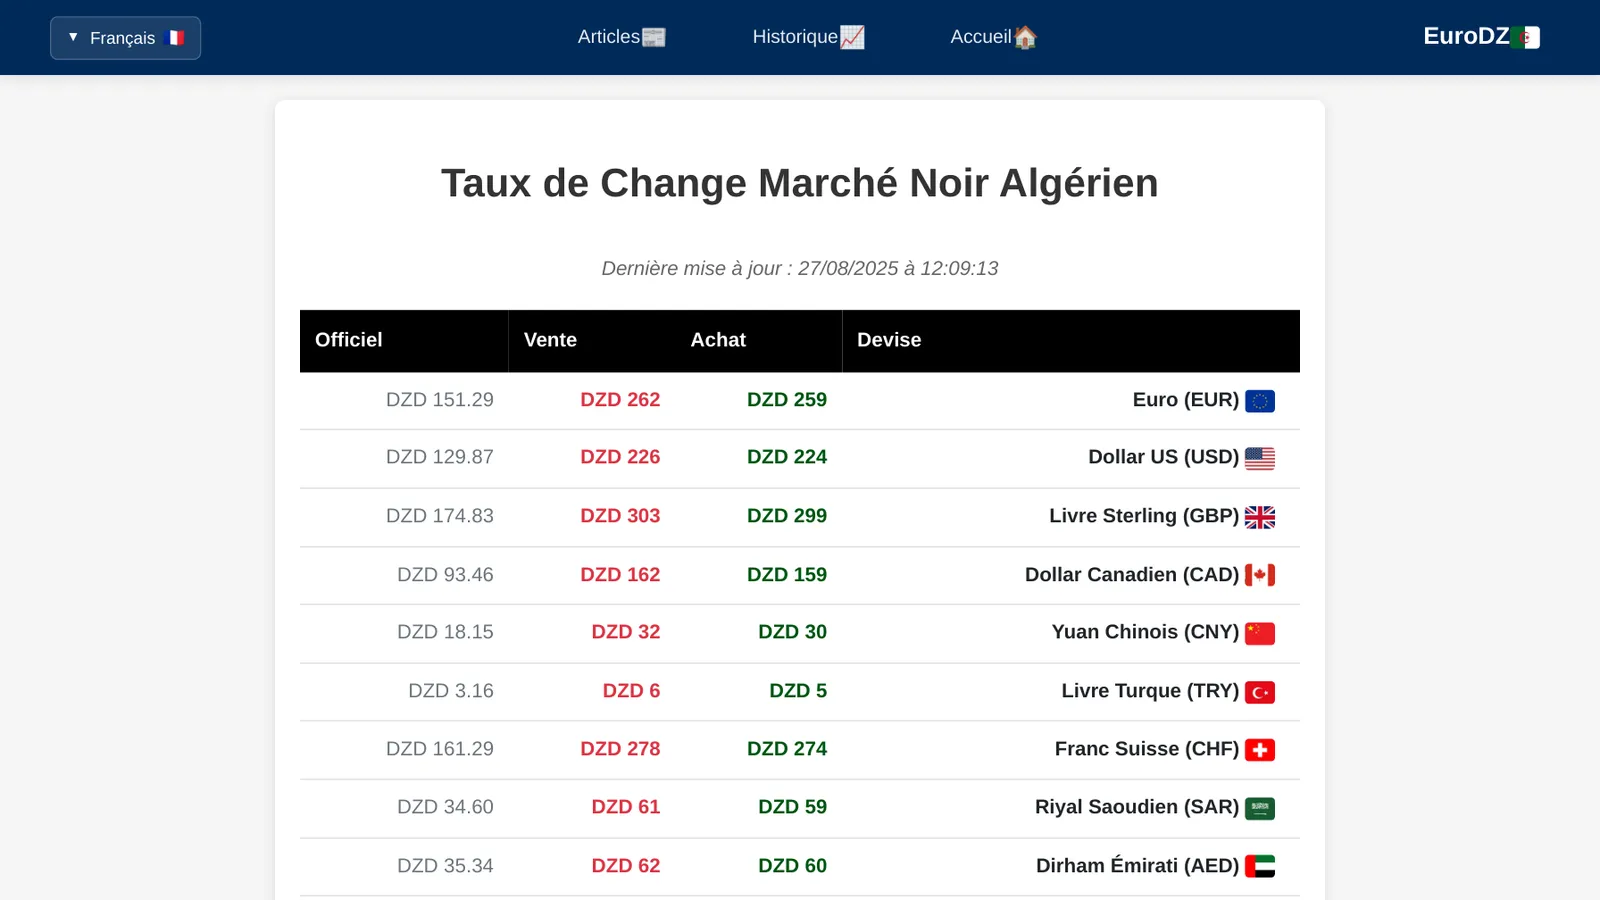 ▼ Français
Articles
Historique
Accueil
EuroDZ
Taux de Change Marché Noir Algérien
Dernière mise à jour : 27/08/2025 à 12:09:13
Officiel Vente Achat Devise
DZD 151.29 DZD 262 DZD 259 Euro (EUR)
DZD 129.87 DZD 226 DZD 224 Dollar US (USD)
DZD 174.83 DZD 303 DZD 299 Livre Sterling (GBP)
DZD 93.46 DZD 162 DZD 159 Dollar Canadien (CAD)
DZD 18.15 DZD 32 DZD 30 Yuan Chinois (CNY)
DZD 3.16 DZD 6 DZD 5 Livre Turque (TRY)
DZD 161.29 DZD 278 DZD 274 Franc Suisse (CHF)
DZD 34.60 DZD 61 DZD 59 Riyal Saoudien (SAR)
DZD 35.34 DZD 62 DZD 60 Dirham Émirati (AED)